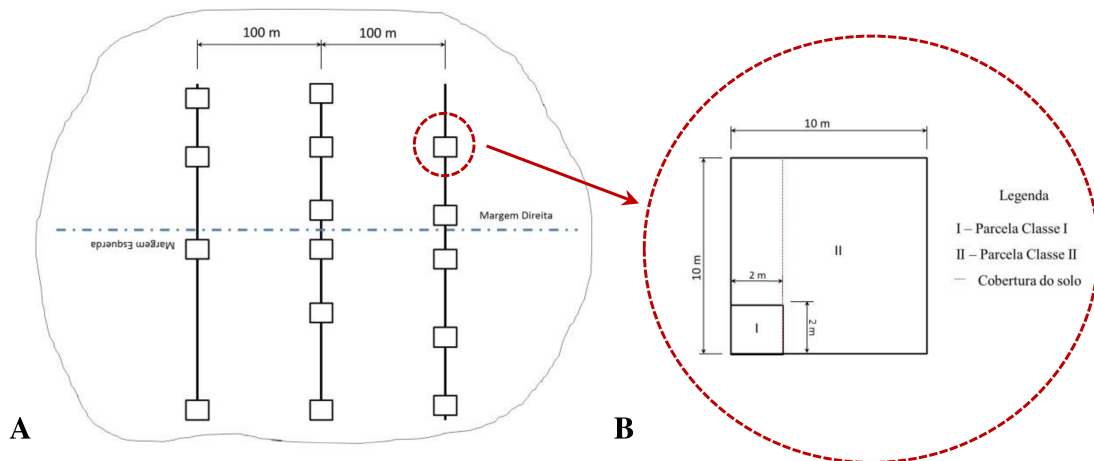 100 m
100 m
Margem Direita
Margem Esquerda
A
10 m
10 m
II
2 m
2 m
I
Legenda
I – Parcela Classe I
II – Parcela Classe II
Cobertura do solo
B